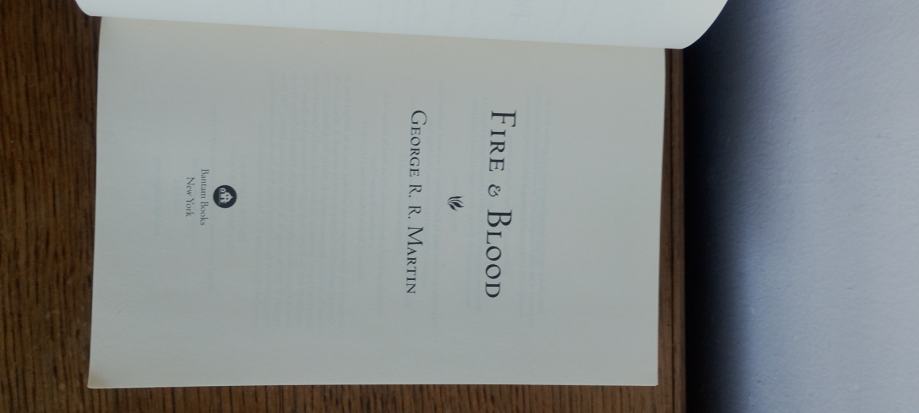 FIRE & BLOOD
GEORGE R. R. MARTIN
Bantam Books
New York